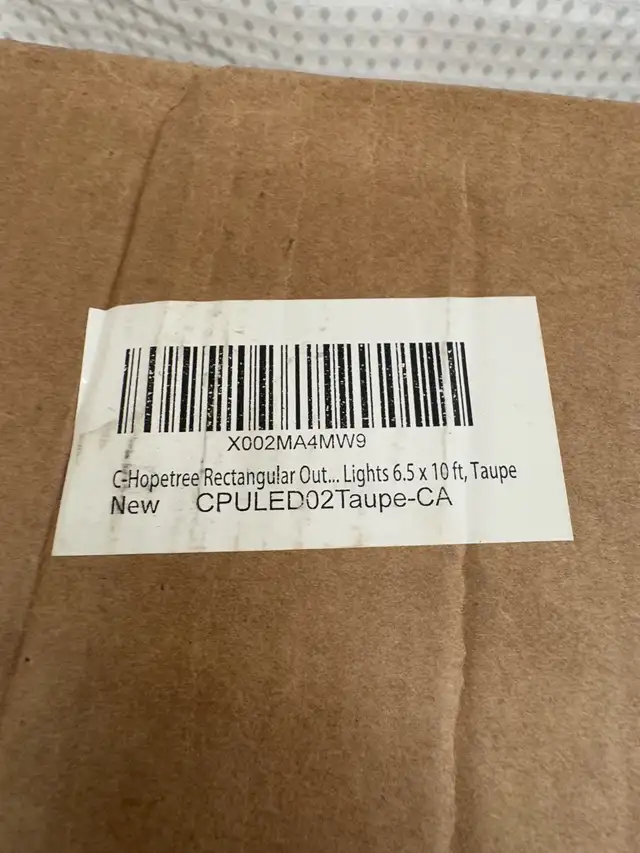 X002MA4MW9
C-Hopetree Rectangular Out... Lights 6.5 x 10 ft, Taupe
New CPULED02Taupe-CA